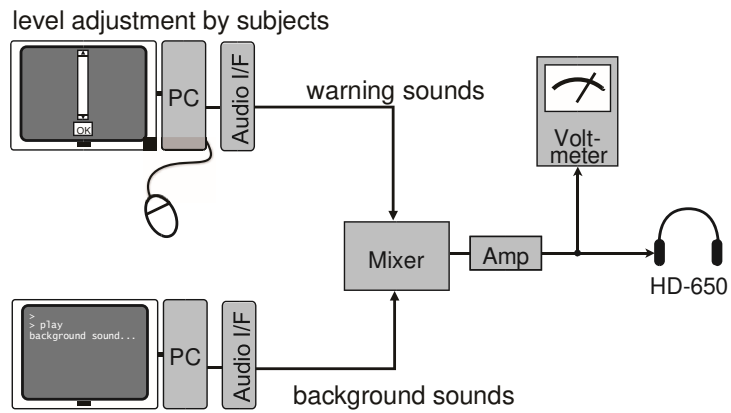 level adjustment by subjects
OK
PC
Audio I/F
warning sounds
Volt-
meter
Mixer
Amp
HD-650
>
> play
background sound...
PC
Audio I/F
background sounds